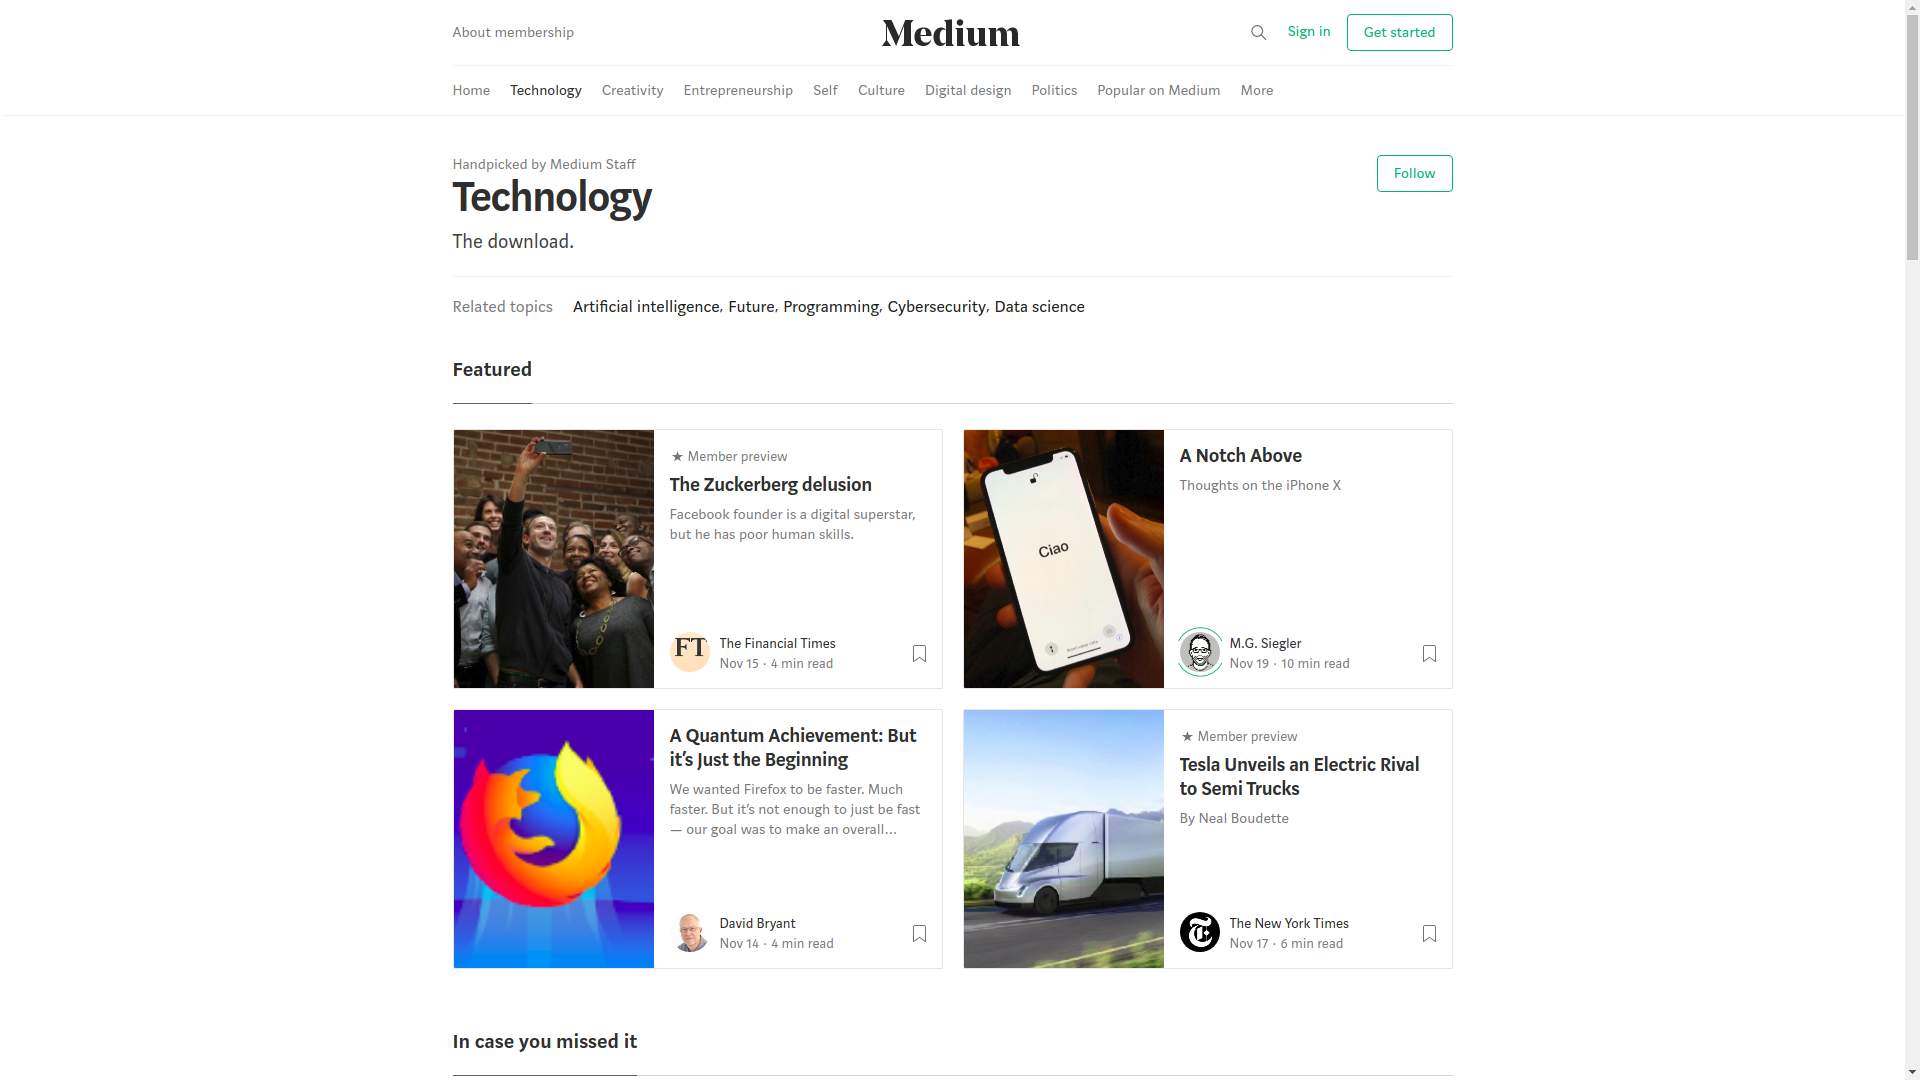 About membership
Medium
Sign in
Get started
Home Technology Creativity Entrepreneurship Self Culture Digital design Politics Popular on Medium More
Handpicked by Medium Staff
Follow
Technology
The download.
Related topics Artificial intelligence, Future, Programming, Cybersecurity, Data science
Featured
★ Member preview
The Zuckerberg delusion
Facebook founder is a digital superstar,
but he has poor human skills.
FT
The Financial Times
Nov 15 · 4 min read
Ciao
A Notch Above
Thoughts on the iPhone X
M.G. Siegler
Nov 19 · 10 min read
A Quantum Achievement: But
it’s Just the Beginning
We wanted Firefox to be faster. Much
faster. But it’s not enough to just be fast
— our goal was to make an overall…
David Bryant
Nov 14 · 4 min read
★ Member preview
Tesla Unveils an Electric Rival
to Semi Trucks
By Neal Boudette
T
The New York Times
Nov 17 · 6 min read
In case you missed it